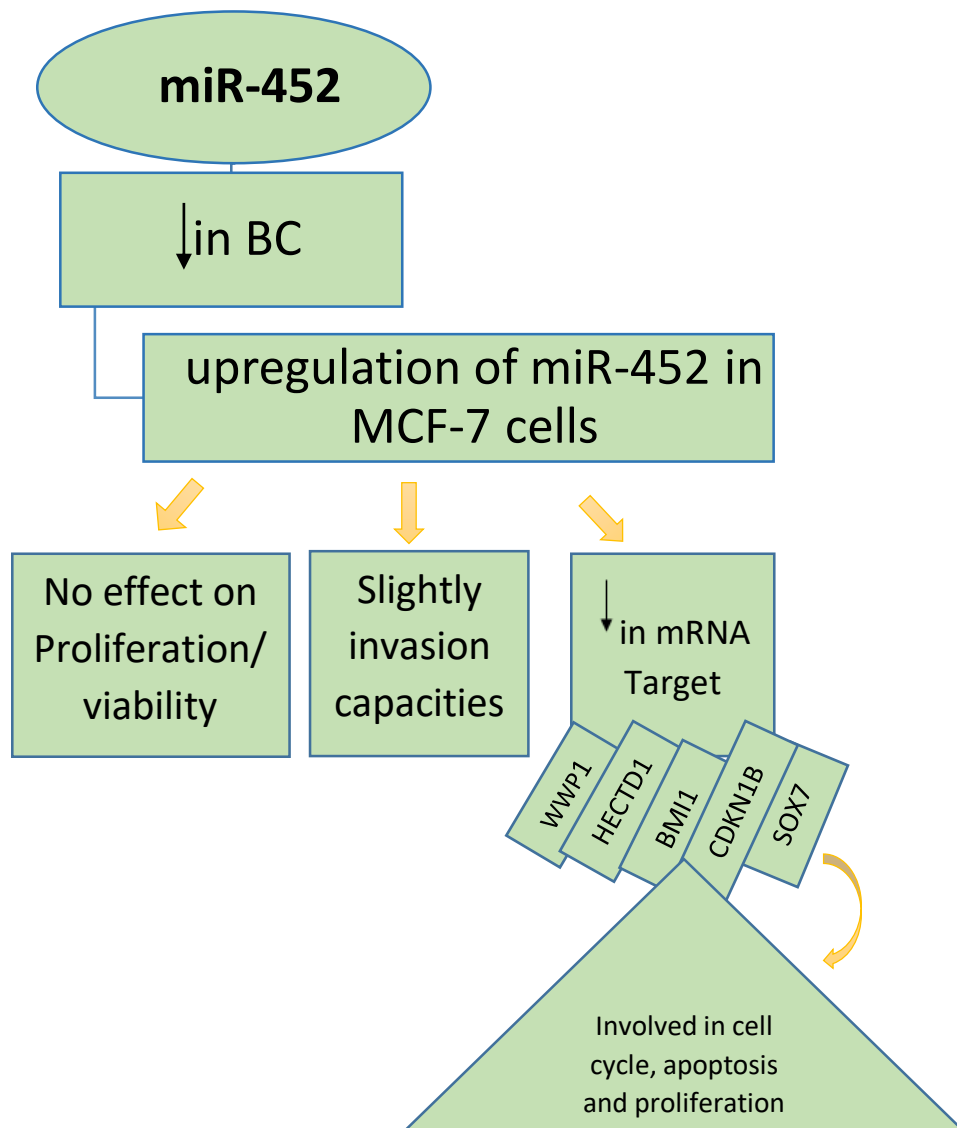 miR-452
↓in BC
upregulation of miR-452 in
MCF-7 cells
No effect on
Proliferation/
viability
Slightly
invasion
capacities
↓ in mRNA
Target
WWP1
HECTD1
BMI1
CDKN1B
SOX7
Involved in cell
cycle, apoptosis
and proliferation